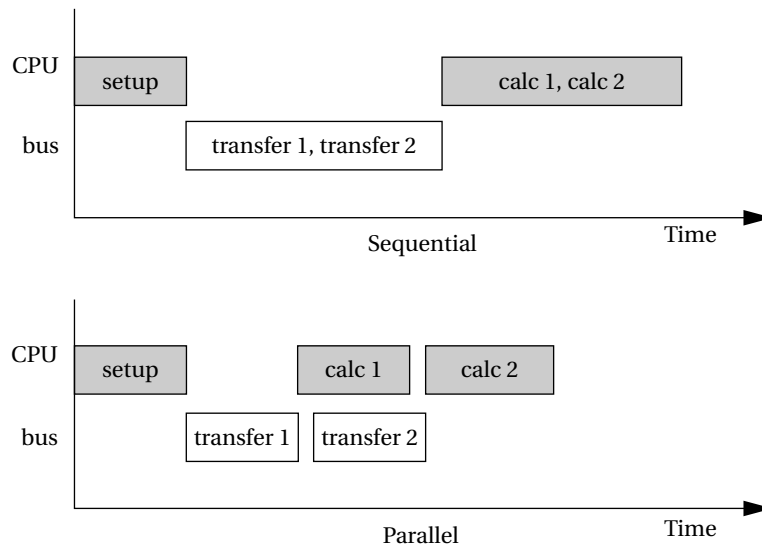 CPU
setup
calc 1, calc 2
bus
transfer 1, transfer 2
Sequential
Time
CPU
setup
calc 1
calc 2
bus
transfer 1
transfer 2
Parallel
Time